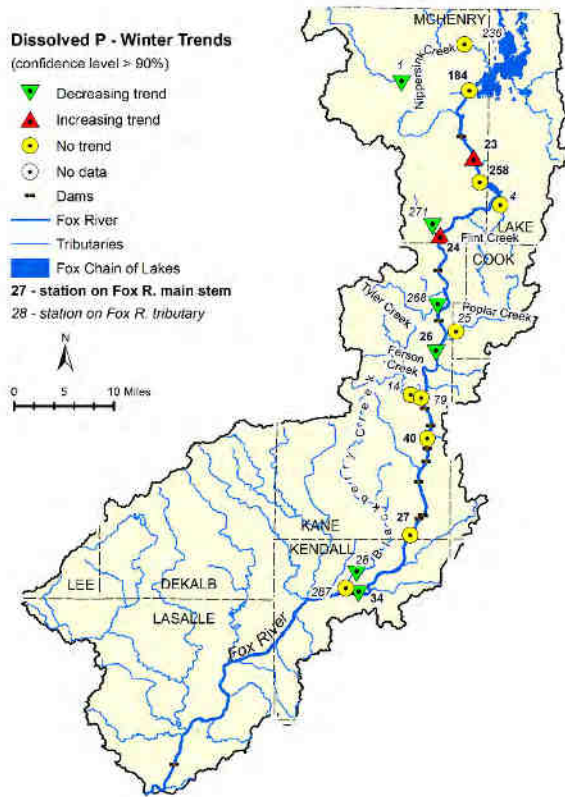 Dissolved P - Winter Trends
(confidence level > 90%)
Decreasing trend
Increasing trend
No trend
No data
Dams
Fox River
Tributaries
Fox Chain of Lakes
27 - station on Fox R. main stem
28 - station on Fox R. tributary
N
0 5 10 Miles
MCHENRY
236
Nippersink Creek
1
184
23
258
4
271
LAKE
24
Flint Creek
COOK
Tyler Creek
268
Poplar Creek
25
26
Ferson
Creek
14
79
Blackberry Creek
40
27
KANE
KENDALL
28
287
34
LEE
DEKALB
LASALLE
Fox River